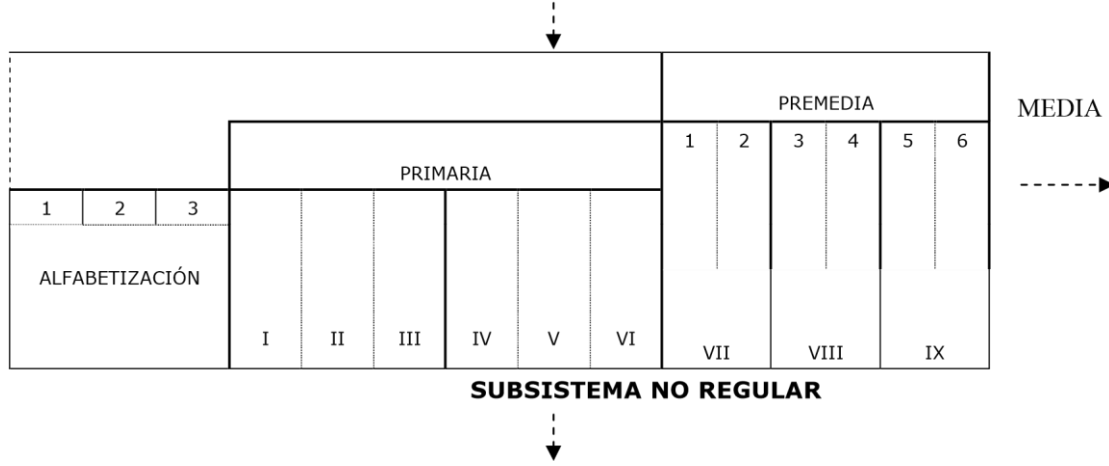 PREMEDIA
MEDIA
1 2 3 4 5 6
PRIMARIA
1 2 3
ALFABETIZACIÓN
I II III IV V VI
VII VIII IX
SUBSISTEMA NO REGULAR